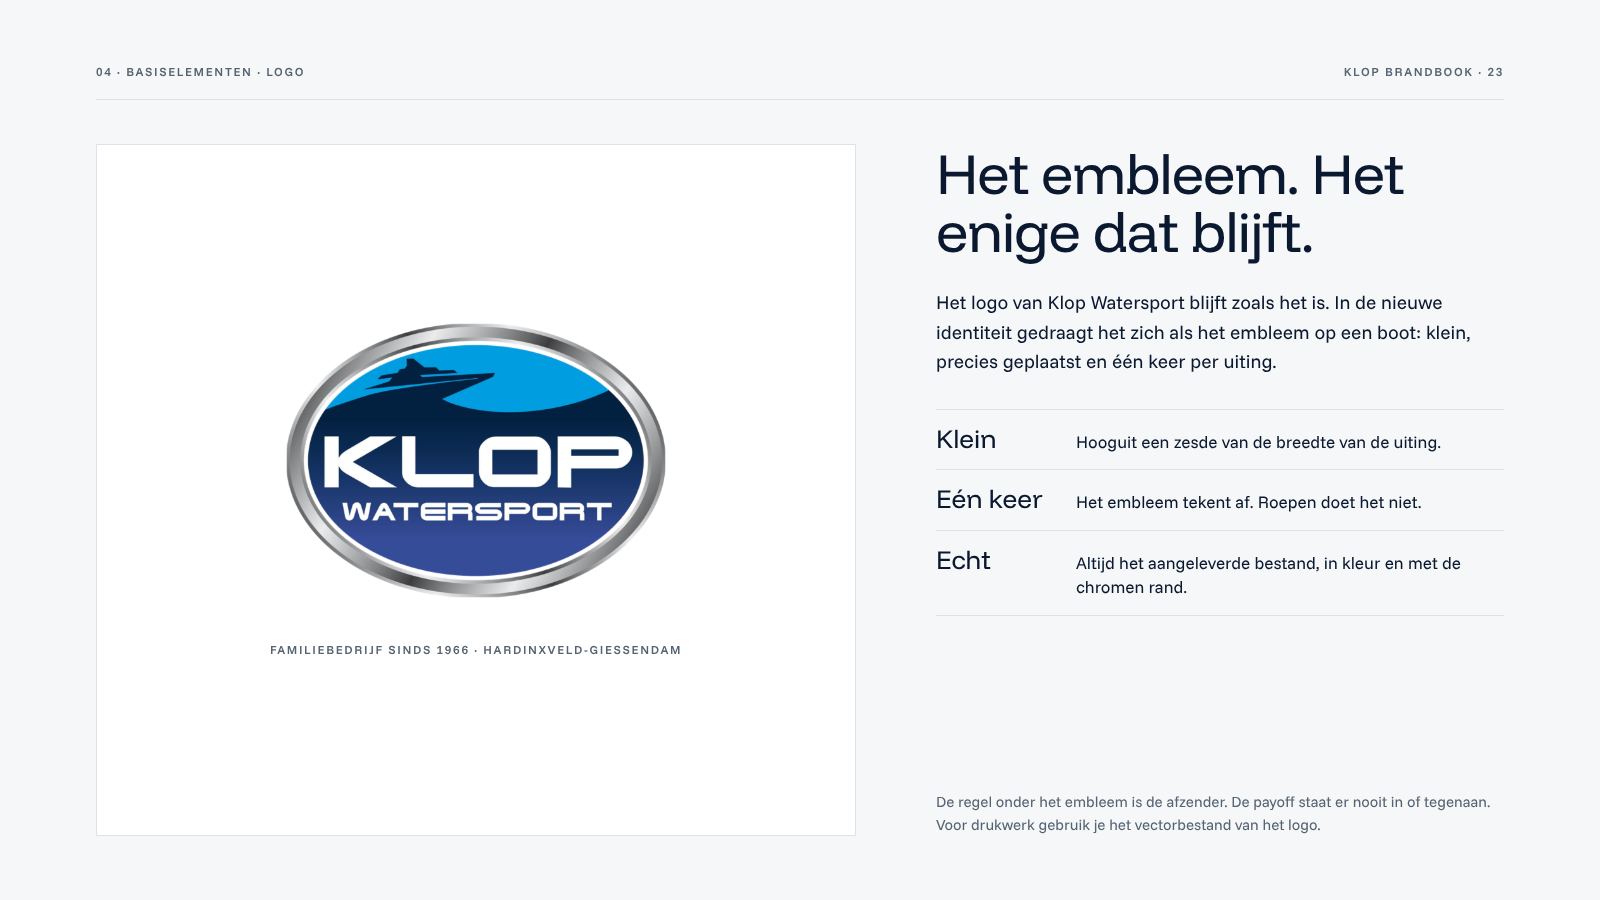 04 · BASISELEMENTEN · LOGO
KLOP BRANDBOOK · 23
KLOP
WATERSPORT
FAMILIEBEDRIJF SINDS 1966 · HARDINXVELD-GIESSENDAM
Het embleem. Het
enige dat blijft.
Het logo van Klop Watersport blijft zoals het is. In de nieuwe
identiteit gedraagt het zich als het embleem op een boot: klein,
precies geplaatst en één keer per uiting.
Klein
Hooguit een zesde van de breedte van de uiting.
Eén keer
Het embleem tekent af. Roepen doet het niet.
Echt
Altijd het aangeleverde bestand, in kleur en met de
chromen rand.
De regel onder het embleem is de afzender. De payoff staat er nooit in of tegenaan.
Voor drukwerk gebruik je het vectorbestand van het logo.